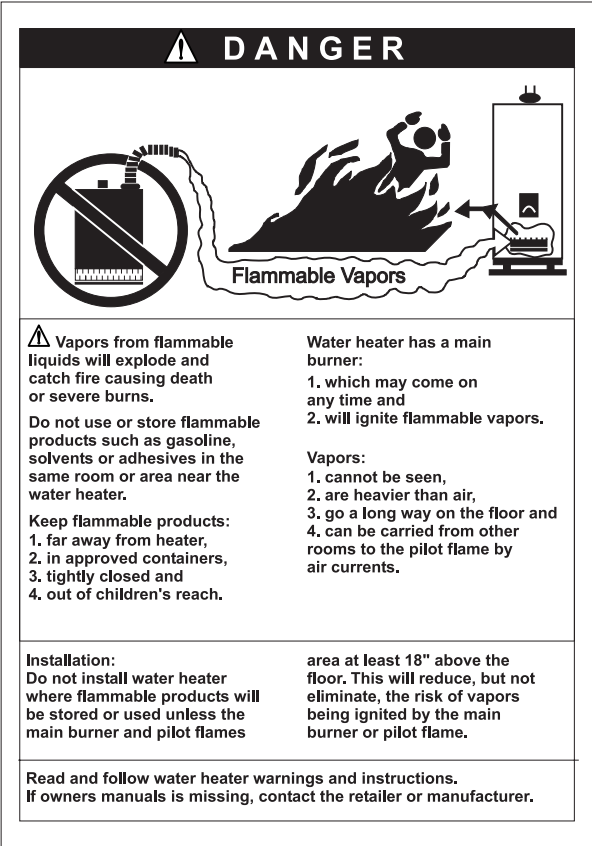 DANGER
Flammable Vapors
Vapors from flammable
liquids will explode and
catch fire causing death
or severe burns.
Do not use or store flammable
products such as gasoline,
solvents or adhesives in the
same room or area near the
water heater.
Keep flammable products:
1. far away from heater,
2. in approved containers,
3. tightly closed and
4. out of children's reach.
Water heater has a main
burner:
1. which may come on
any time and
2. will ignite flammable vapors.
Vapors:
1. cannot be seen,
2. are heavier than air,
3. go a long way on the floor and
4. can be carried from other
rooms to the pilot flame by
air currents.
Installation:
Do not install water heater
where flammable products will
be stored or used unless the
main burner and pilot flames
area at least 18" above the
floor. This will reduce, but not
eliminate, the risk of vapors
being ignited by the main
burner or pilot flame.
Read and follow water heater warnings and instructions.
If owners manuals is missing, contact the retailer or manufacturer.